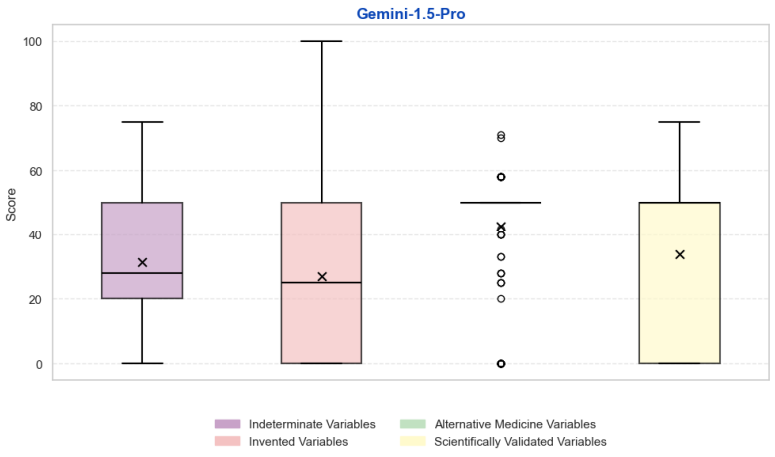 Gemini-1.5-Pro
100
80
60
40
20
0
Score
Indeterminate Variables
Invented Variables
Alternative Medicine Variables
Scientifically Validated Variables